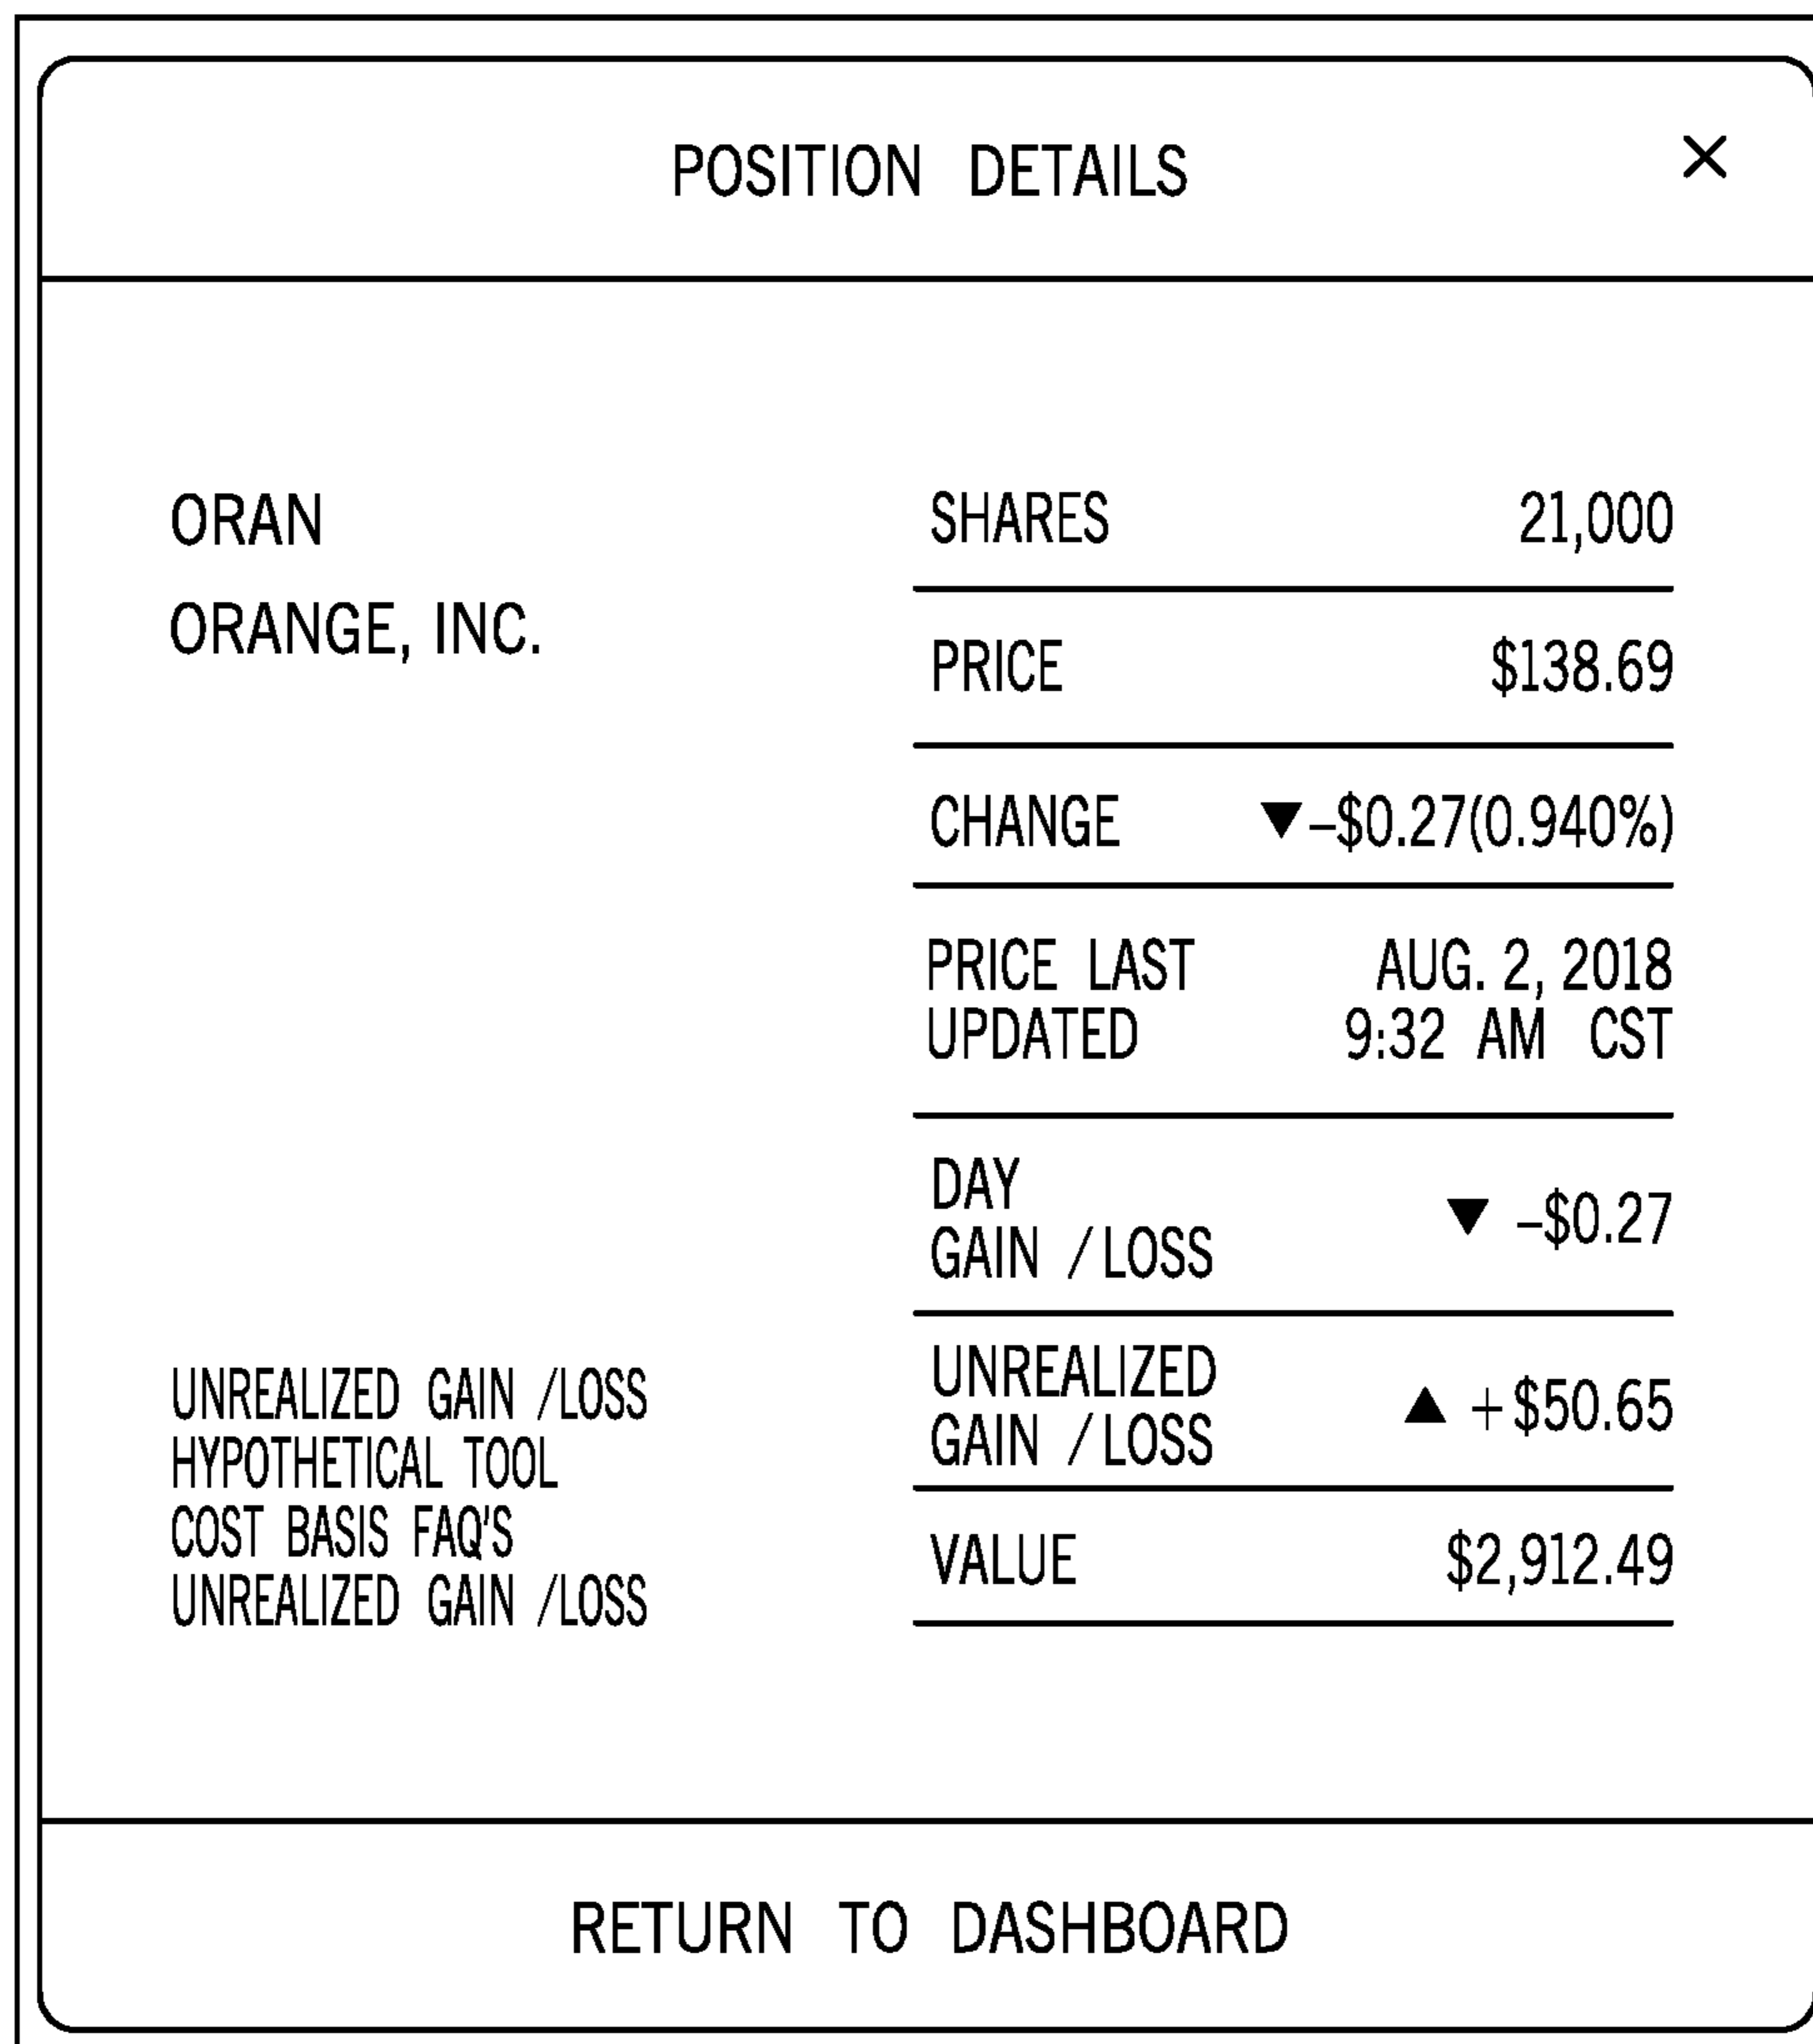 POSITION DETAILS ×
ORAN
ORANGE, INC.
UNREALIZED GAIN /LOSS
HYPOTHETICAL TOOL
COST BASIS FAQ'S
UNREALIZED GAIN /LOSS
SHARES 21,000
PRICE $138.69
CHANGE ▼–$0.27(0.940%)
PRICE LAST AUG. 2, 2018
UPDATED 9:32 AM CST
DAY
GAIN /LOSS ▼ –$0.27
UNREALIZED
GAIN /LOSS ▲ +$50.65
VALUE $2,912.49
RETURN TO DASHBOARD